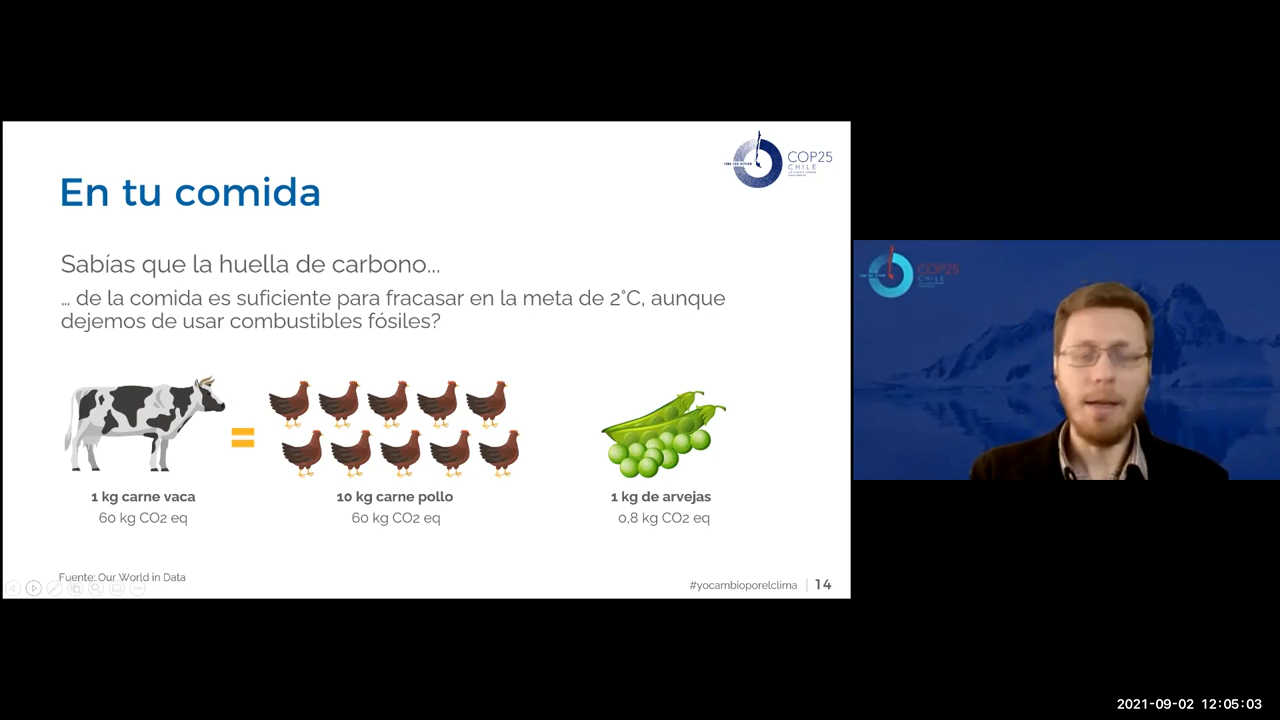 COP25
CHILE
En tu comida
Sabías que la huella de carbono...
... de la comida es suficiente para fracasar en la meta de 2°C, aunque
dejemos de usar combustibles fósiles?
1 kg carne vaca
60 kg CO2 eq
10 kg carne pollo
60 kg CO2 eq
1 kg de arvejas
0,8 kg CO2 eq
Fuente: Our World in Data
#yocambioporelclima | 14
COP25
CHILE
2021-09-02 12:05:03